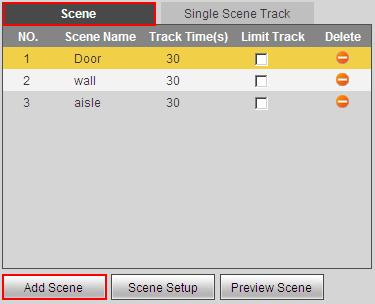 Scene Single Scene Track
NO. Scene Name Track Time(s) Limit Track Delete
1 Door 30
2 wall 30
3 aisle 30
Add Scene Scene Setup Preview Scene